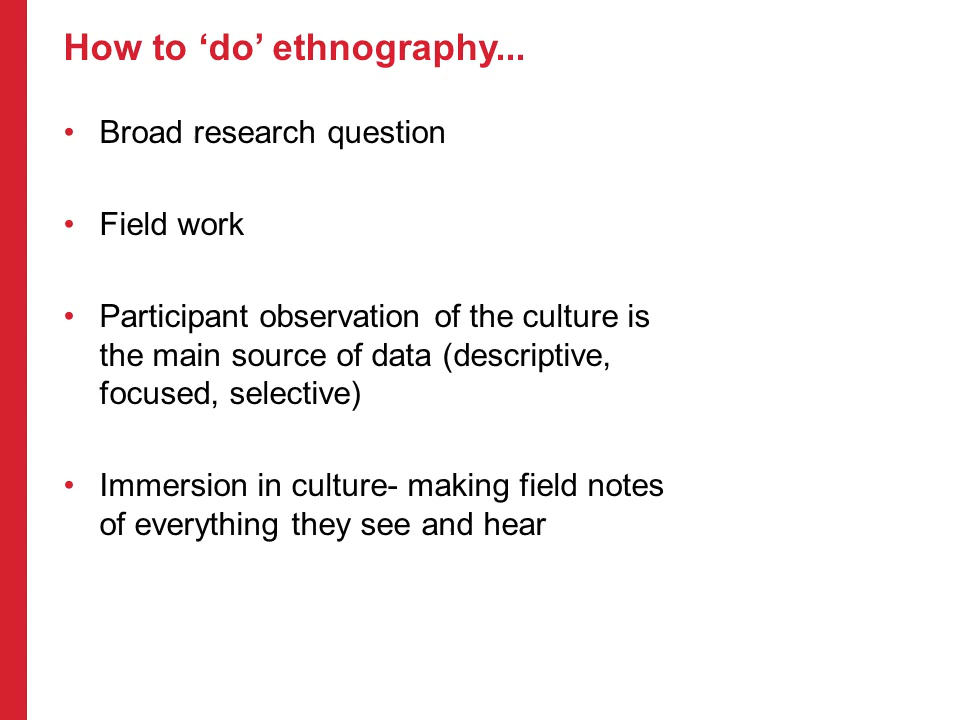 How to ‘do’ ethnography...
• Broad research question
• Field work
• Participant observation of the culture is
the main source of data (descriptive,
focused, selective)
• Immersion in culture- making field notes
of everything they see and hear